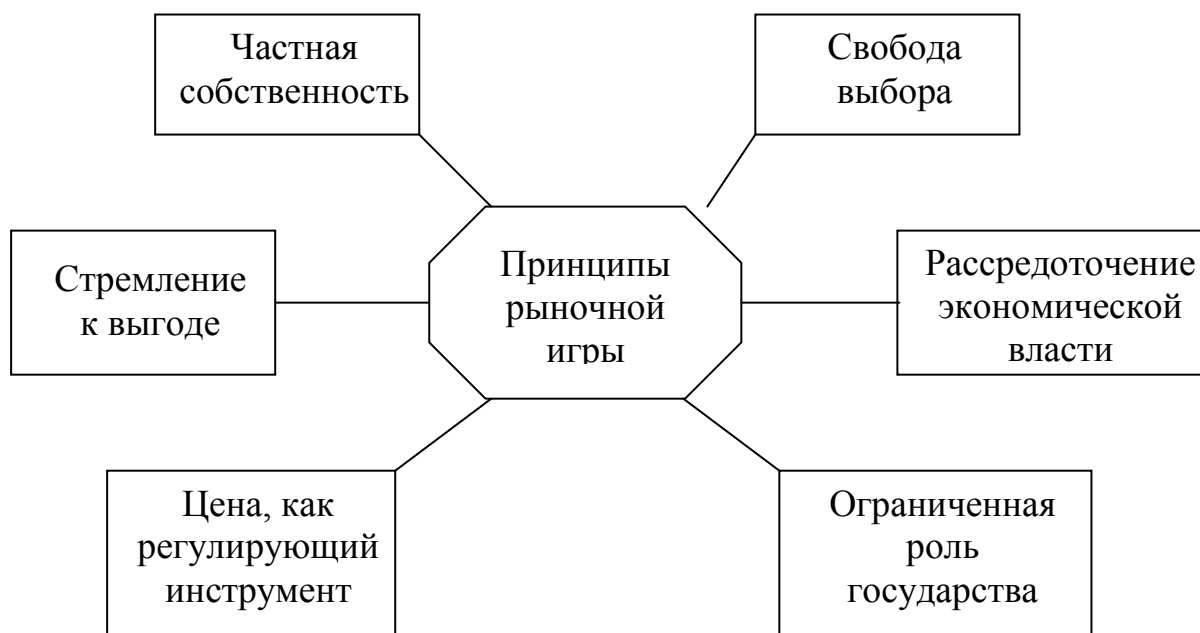 Частная
собственность
Свобода
выбора
Стремление
к выгоде
Принципы
рыночной
игры
Рассредоточение
экономической
власти
Цена, как
регулирующий
инструмент
Ограниченная
роль
государства